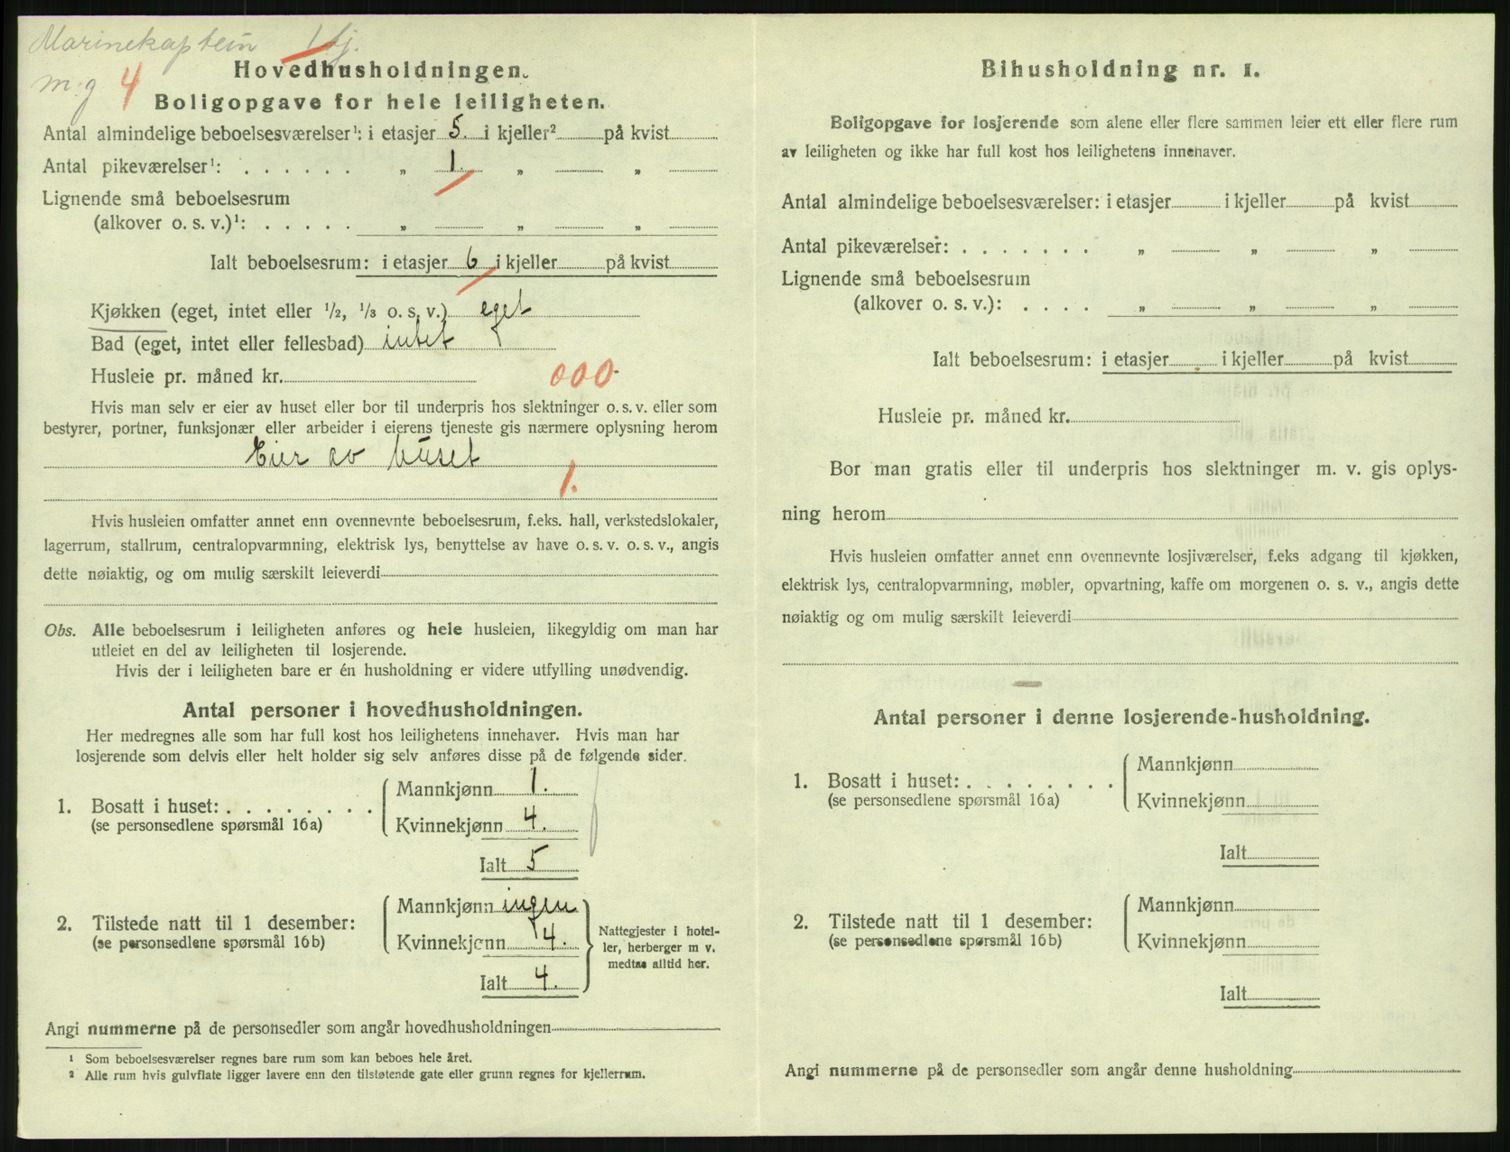 Marinekaptein 1 tj.
m.g 4
Hovedhusholdningen.
Boligopgave for hele leiligheten.
Antal almindelige beboelsesværelser¹: i etasjer 5. i kjeller² på kvist
Antal pikeværelser¹: . . . . . . „ 1. „ „
Lignende små beboelsesrum
(alkover o. s. v.)¹: . . . . . „ „ „
Ialt beboelsesrum: i etasjer 6 i kjeller på kvist
Kjøkken (eget, intet eller ½, ⅓ o. s. v.) eget
Bad (eget, intet eller fellesbad) intet
Husleie pr. måned kr. 000
Hvis man selv er eier av huset eller bor til underpris hos slektninger o. s. v. eller som
bestyrer, portner, funksjonær eller arbeider i eierens tjeneste gis nærmere oplysning herom
Eier av huset
1.
Hvis husleien omfatter annet enn ovennevnte beboelsesrum, f.eks. hall, verkstedslokaler,
lagerrum, stallrum, centralopvarmning, elektrisk lys, benyttelse av have o. s. v. o. s. v., angis
dette nøiaktig, og om mulig særskilt leieverdi
Obs. Alle beboelsesrum i leiligheten anføres og hele husleien, likegyldig om man har
utleiet en del av leiligheten til losjerende.
Hvis der i leiligheten bare er én husholdning er videre utfylling unødvendig.
Antal personer i hovedhusholdningen.
Her medregnes alle som har full kost hos leilighetens innehaver. Hvis man har
losjerende som delvis eller helt holder sig selv anføres disse på de følgende sider.
1. Bosatt i huset: . . . . . . . . Mannkjønn 1.
(se personsedlene spørsmål 16a) Kvinnekjønn 4.
Ialt 5
2. Tilstede natt til 1 desember: Mannkjønn ingen
(se personsedlene spørsmål 16b) Kvinnekjønn 4.
Ialt 4.
Nattegjester i hotel-
ler, herberger m v.
medtas alltid her.
Angi nummerne på de personsedler som angår hovedhusholdningen
¹ Som beboelsesværelser regnes bare rum som kan beboes hele året.
² Alle rum hvis gulvflate ligger lavere enn den tilstøtende gate eller grunn regnes for kjellerrum.
Bihusholdning nr. 1.
Boligopgave for losjerende som alene eller flere sammen leier ett eller flere rum
av leiligheten og ikke har full kost hos leilighetens innehaver.
Antal almindelige beboelsesværelser: i etasjer i kjeller på kvist
Antal pikeværelser: . . . . . . . „ „ „
Lignende små beboelsesrum
(alkover o. s. v.): . . . . „ „ „
Ialt beboelsesrum: i etasjer i kjeller på kvist
Husleie pr. måned kr.
Bor man gratis eller til underpris hos slektninger m. v. gis oplys-
ning herom
Hvis husleien omfatter annet enn ovennevnte losjiværelser, f.eks adgang til kjøkken,
elektrisk lys, centralopvarmning, møbler, opvartning, kaffe om morgenen o. s. v., angis dette
nøiaktig og om mulig særskilt leieverdi
Antal personer i denne losjerende-husholdning.
1. Bosatt i huset: . . . . . . . . Mannkjønn
(se personsedlene spørsmål 16a) Kvinnekjønn
Ialt
2. Tilstede natt til 1 desember: Mannkjønn
(se personsedlene spørsmål 16b) Kvinnekjønn
Ialt
Angi nummerne på de personsedler som angår denne husholdning